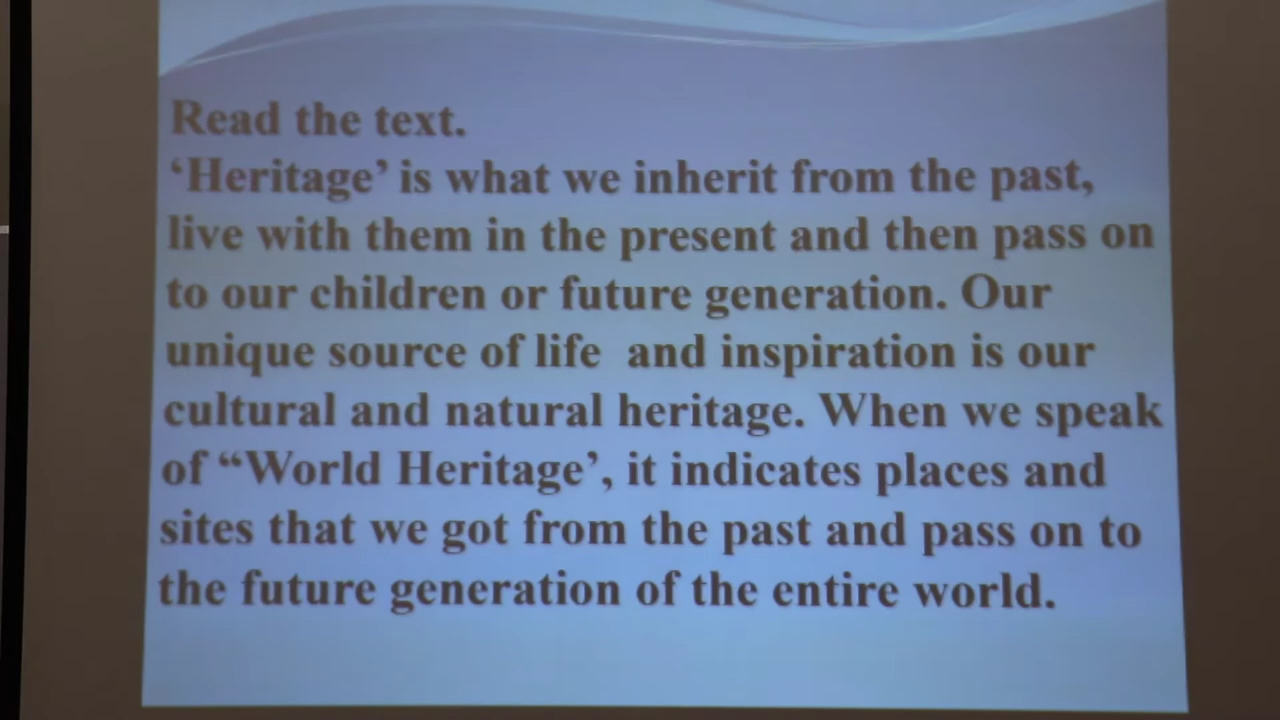 Read the text.
‘Heritage’ is what we inherit from the past,
live with them in the present and then pass on
to our children or future generation. Our
unique source of life  and inspiration is our
cultural and natural heritage. When we speak
of “World Heritage’, it indicates places and
sites that we got from the past and pass on to
the future generation of the entire world.